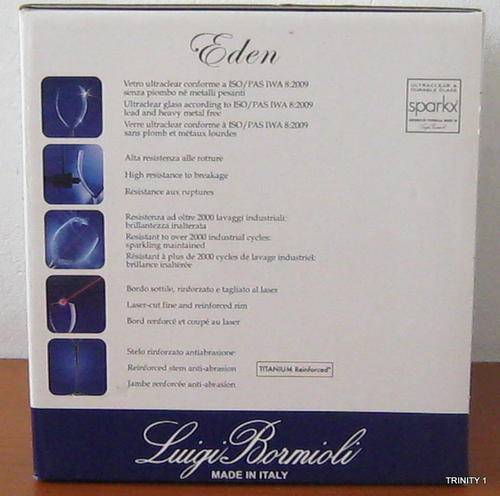 Eden
Vetro ultraclear conforme a ISO/PAS IWA 8:2009
senza piombo né metalli pesanti
Ultraclear glass according to ISO/PAS IWA 8:2009
lead and heavy metal free
Verre ultraclear conforme à ISO/PAS IWA 8:2009
sans plomb et métaux lourdes
ULTRACLEAR &
DURABLE GLASS
sparkx
Alta resistenza alle rotture
High resistance to breakage
Résistance aux ruptures
Resistenza ad oltre 2000 lavaggi industriali:
brillantezza inalterata
Resistant to over 2000 industrial cycles:
sparkling maintained
Résistant à plus de 2000 cycles de lavage industriel:
brillance inaltérée
Bordo sottile, rinforzato e tagliato al laser
Laser-cut fine and reinforced rim
Bord renforcé et coupé au laser
Stelo rinforzato antiabrasione
Reinforced stem anti-abrasion
TITANIUM Reinforced
Jambe renforcée anti-abrasion
Luigi Bormioli
MADE IN ITALY
TRINITY 1